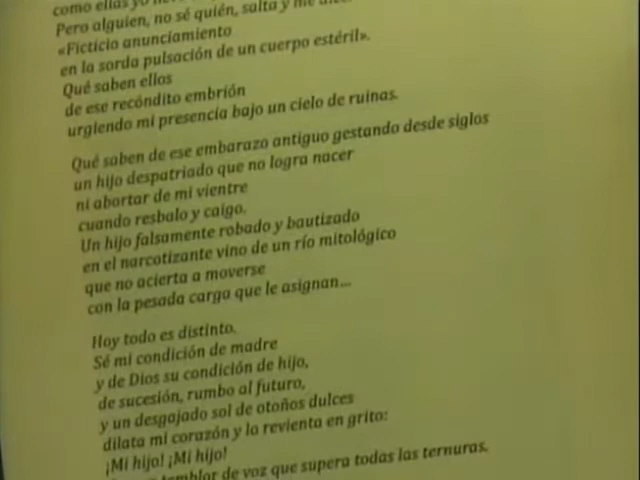 como ellas yo
Pero alguien, no sé quién, salta y me
«Ficticio anunciamiento
en la sorda pulsación de un cuerpo estéril».
Qué saben ellos
de ese recóndito embrión
urgiendo mi presencia bajo un cielo de ruinas.
Qué saben de ese embarazo antiguo gestando desde siglos
un hijo despatriado que no logra nacer
ni abortar de mi vientre
cuando resbalo y caigo.
Un hijo falsamente robado y bautizado
en el narcotizante vino de un río mitológico
que no acierta a moverse
con la pesada carga que le asignan...
Hoy todo es distinto.
Sé mi condición de madre
y de Dios su condición de hijo,
de sucesión, rumbo al futuro,
y un desgajado sol de otoños dulces
dilata mi corazón y lo revienta en grito:
¡Mi hijo! ¡Mi hijo!
temblor de voz que supera todas las ternuras.